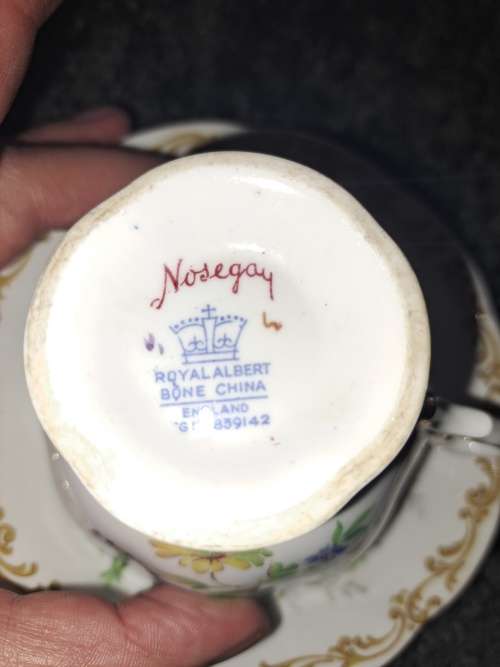 Nosegay
ROYAL ALBERT
BONE CHINA
ENGLAND
839142